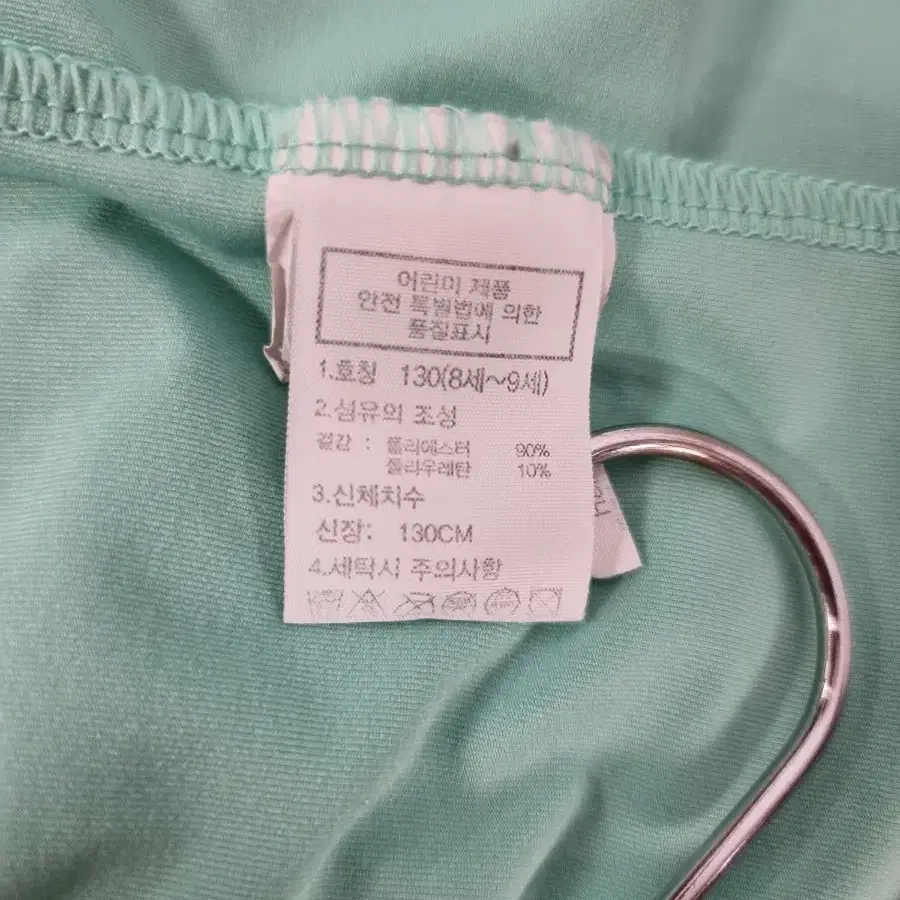 어린이 제품
안전 특별법에 의한
품질표시
1.호칭 130(8세~9세)
2.섬유의 조성
겉감 : 폴리에스터 90%
폴리우레탄 10%
3.신체치수
신장: 130CM
4.세탁시 주의사항